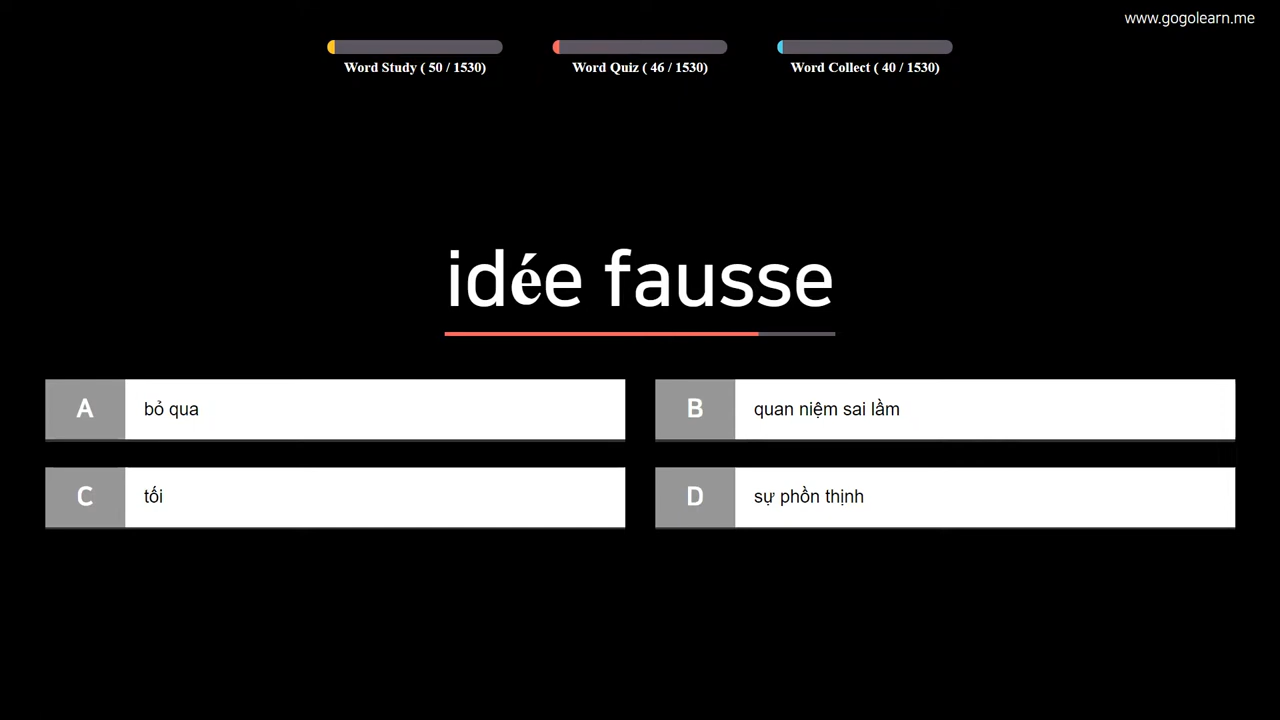 www.gogolearn.me
Word Study ( 50 / 1530)
Word Quiz ( 46 / 1530)
Word Collect ( 40 / 1530)
idée fausse
A bỏ qua
B quan niệm sai lầm
C tối
D sự phồn thịnh